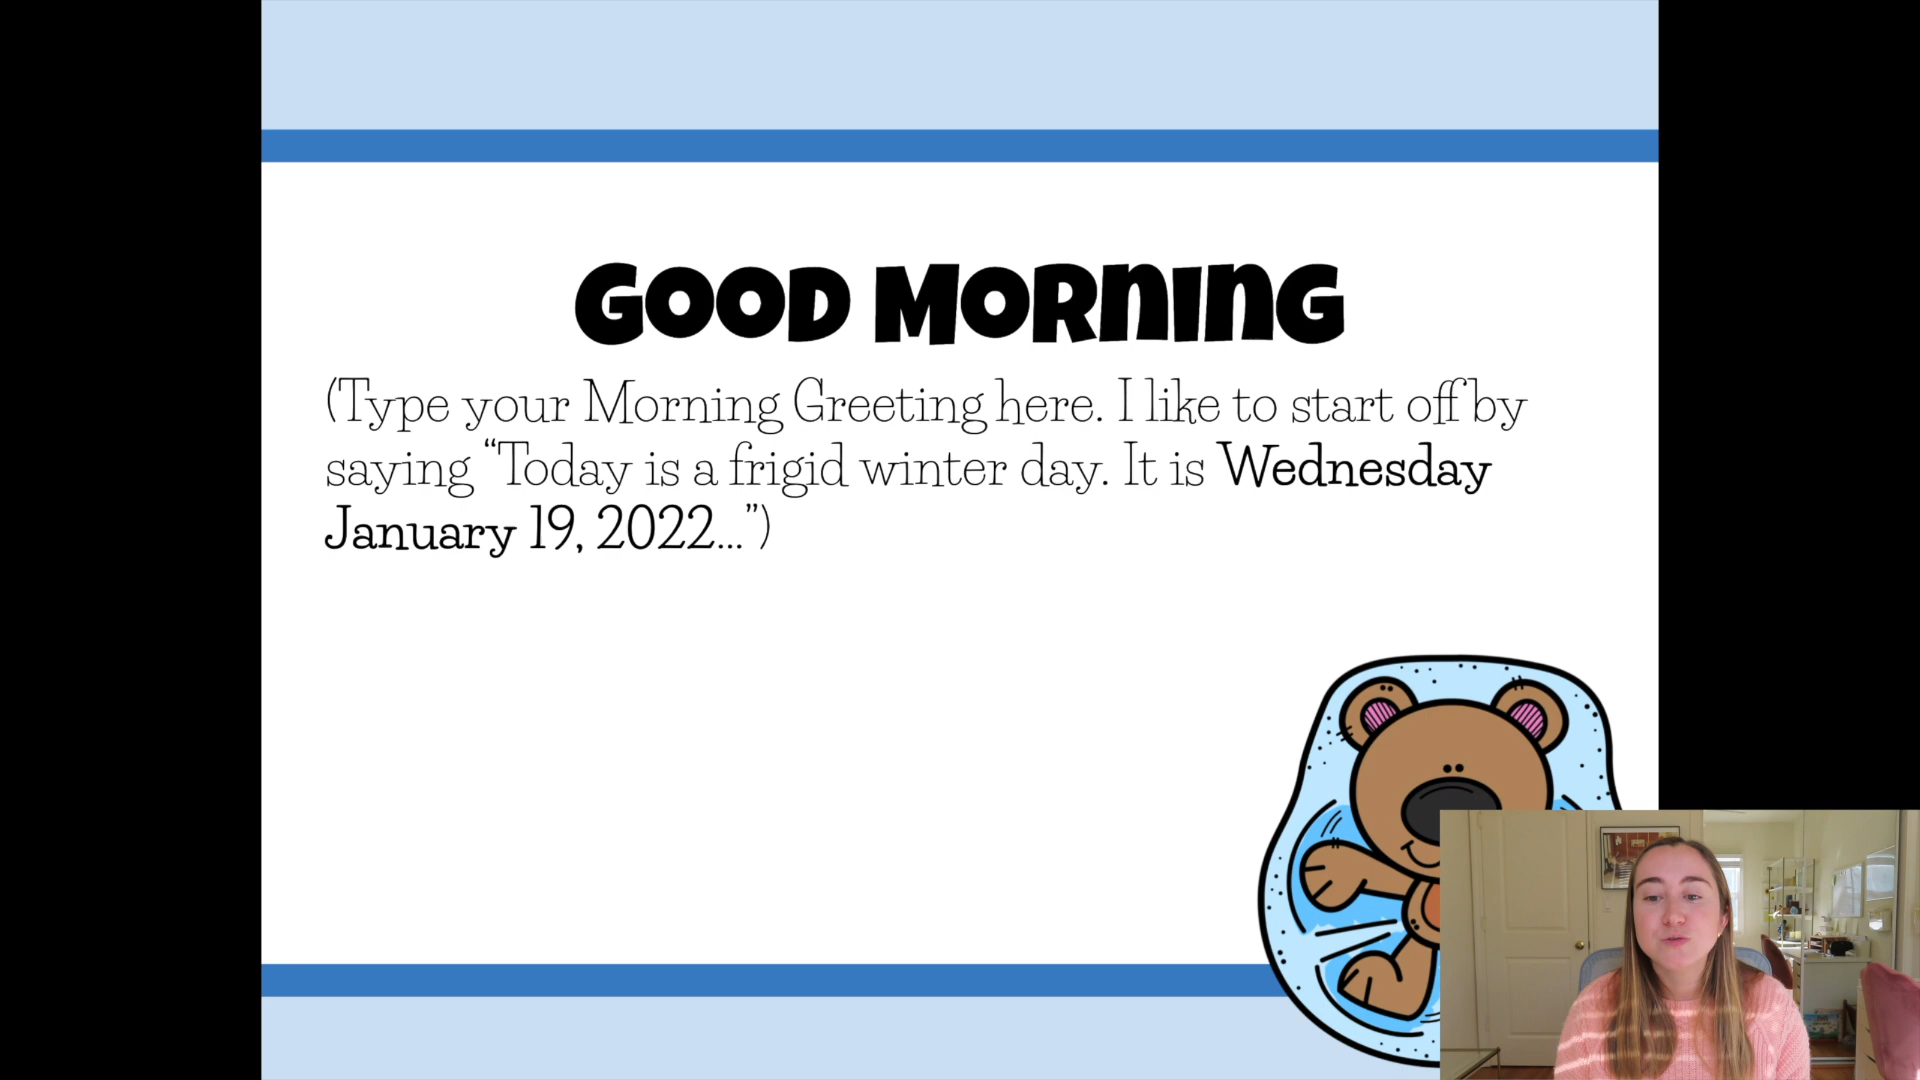 GOOD MORNING
(Type your Morning Greeting here. I like to start off by
saying “Today is a frigid winter day. It is Wednesday
January 19, 2022...”)